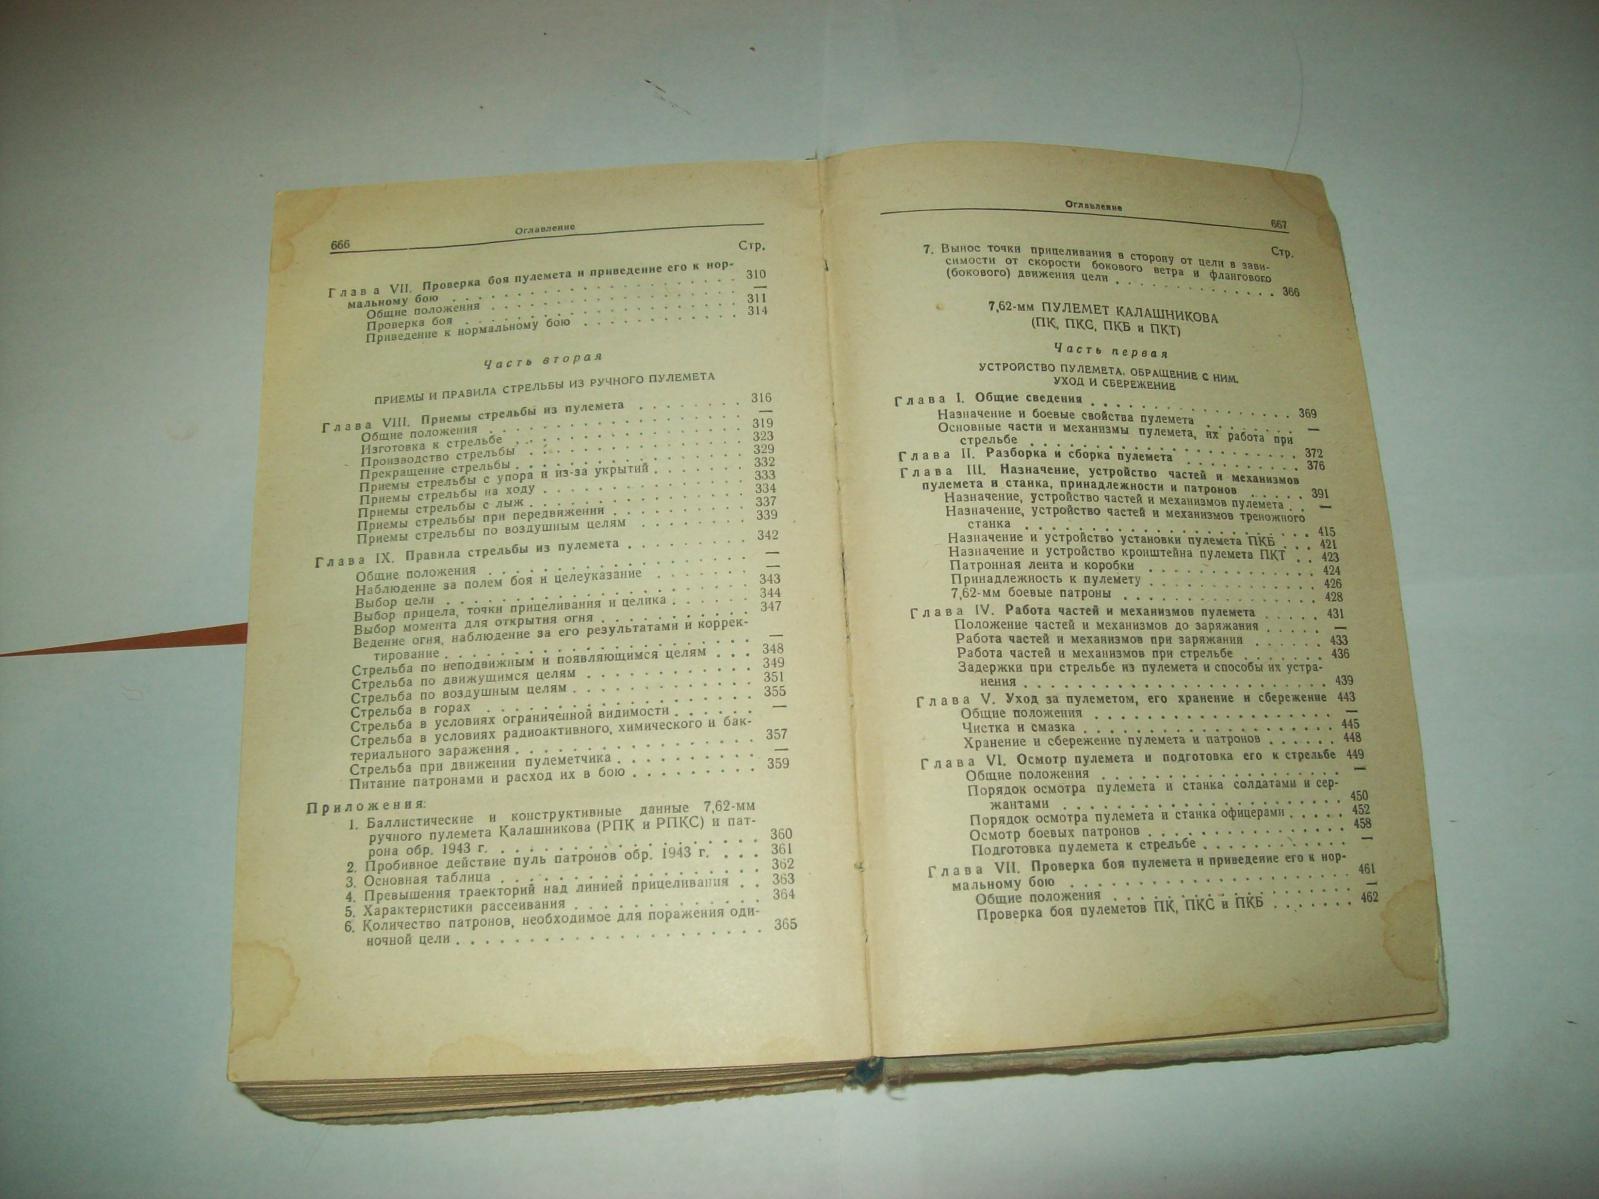 666
Оглавление
Стр.
Глава VII. Проверка боя пулемета и приведение его к нор-
мальному бою . . . . . . . . . . . . . . . . . 310
Общие положения . . . . . . . . . . . . . . . —
Проверка боя . . . . . . . . . . . . . . . . . 311
Приведение к нормальному бою . . . . . . . . . . 314
Часть вторая
ПРИЕМЫ И ПРАВИЛА СТРЕЛЬБЫ ИЗ РУЧНОГО ПУЛЕМЕТА
Глава VIII. Приемы стрельбы из пулемета . . . . . . . . 316
Общие положения . . . . . . . . . . . . . . . —
Изготовка к стрельбе . . . . . . . . . . . . . . 319
Производство стрельбы . . . . . . . . . . . . . 323
Прекращение стрельбы . . . . . . . . . . . . . . 329
Приемы стрельбы с упора и из-за укрытий . . . . . . . 332
Приемы стрельбы на ходу . . . . . . . . . . . . 333
Приемы стрельбы с лыж . . . . . . . . . . . . . 334
Приемы стрельбы при передвижении . . . . . . . . . 337
Приемы стрельбы по воздушным целям . . . . . . . . 339
Глава IX. Правила стрельбы из пулемета . . . . . . . . 342
Общие положения . . . . . . . . . . . . . . . —
Наблюдение за полем боя и целеуказание . . . . . . . —
Выбор цели . . . . . . . . . . . . . . . . . . 343
Выбор прицела, точки прицеливания и целика . . . . . . 344
Выбор момента для открытия огня . . . . . . . . . . 347
Ведение огня, наблюдение за его результатами и коррек-
тирование . . . . . . . . . . . . . . . . . . —
Стрельба по неподвижным и появляющимся целям . . . 348
Стрельба по движущимся целям . . . . . . . . . . 349
Стрельба по воздушным целям . . . . . . . . . . . 351
Стрельба в горах . . . . . . . . . . . . . . . . 355
Стрельба в условиях ограниченной видимости . . . . . . —
Стрельба в условиях радиоактивного, химического и бак-
териального заражения . . . . . . . . . . . . . . 357
Стрельба при движении пулеметчика . . . . . . . . . —
Питание патронами и расход их в бою . . . . . . . . . 359
Приложения:
1. Баллистические и конструктивные данные 7,62-мм
ручного пулемета Калашникова (РПК и РПКС) и пат-
рона обр. 1943 г. . . . . . . . . . . . . . . . . 360
2. Пробивное действие пуль патронов обр. 1943 г. . . . 361
3. Основная таблица . . . . . . . . . . . . . . . 362
4. Превышения траекторий над линией прицеливания . . 363
5. Характеристики рассеивания . . . . . . . . . . . 364
6. Количество патронов, необходимое для поражения оди-
ночной цели . . . . . . . . . . . . . . . . . . 365
Оглавление
667
Стр.
7. Вынос точки прицеливания в сторону от цели в зави-
симости от скорости бокового ветра и флангового
(бокового) движения цели . . . . . . . . . . . . . 366
7,62-мм ПУЛЕМЕТ КАЛАШНИКОВА
(ПК, ПКС, ПКБ и ПКТ)
Часть первая
УСТРОЙСТВО ПУЛЕМЕТА, ОБРАЩЕНИЕ С НИМ,
УХОД И СБЕРЕЖЕНИЕ
Глава I. Общие сведения . . . . . . . . . . . . . . 369
Назначение и боевые свойства пулемета . . . . . . . —
Основные части и механизмы пулемета, их работа при
стрельбе . . . . . . . . . . . . . . . . . . . 372
Глава II. Разборка и сборка пулемета . . . . . . . . . 376
Глава III. Назначение, устройство частей и механизмов
пулемета и станка, принадлежности и патронов . . . . . 391
Назначение, устройство частей и механизмов пулемета . . —
Назначение, устройство частей и механизмов треножного
станка . . . . . . . . . . . . . . . . . . . . 415
Назначение и устройство установки пулемета ПКБ . . . 421
Назначение и устройство кронштейна пулемета ПКТ . . 423
Патронная лента и коробки . . . . . . . . . . . . 424
Принадлежность к пулемету . . . . . . . . . . . . 426
7,62-мм боевые патроны . . . . . . . . . . . . . 428
Глава IV. Работа частей и механизмов пулемета . . . . . 431
Положение частей и механизмов до заряжания . . . . . —
Работа частей и механизмов при заряжании . . . . . . 433
Работа частей и механизмов при стрельбе . . . . . . . 436
Задержки при стрельбе из пулемета и способы их устра-
нения . . . . . . . . . . . . . . . . . . . . 439
Глава V. Уход за пулеметом, его хранение и сбережение 443
Общие положения . . . . . . . . . . . . . . . . —
Чистка и смазка . . . . . . . . . . . . . . . . . 445
Хранение и сбережение пулемета и патронов . . . . . . 448
Глава VI. Осмотр пулемета и подготовка его к стрельбе 449
Общие положения . . . . . . . . . . . . . . . . —
Порядок осмотра пулемета и станка солдатами и сер-
жантами . . . . . . . . . . . . . . . . . . . 450
Порядок осмотра пулемета и станка офицерами . . . . . 452
Осмотр боевых патронов . . . . . . . . . . . . . 458
Подготовка пулемета к стрельбе . . . . . . . . . . . —
Глава VII. Проверка боя пулемета и приведение его к нор-
мальному бою . . . . . . . . . . . . . . . . . 461
Общие положения . . . . . . . . . . . . . . . . —
Проверка боя пулеметов ПК, ПКС и ПКБ . . . . . . . 462